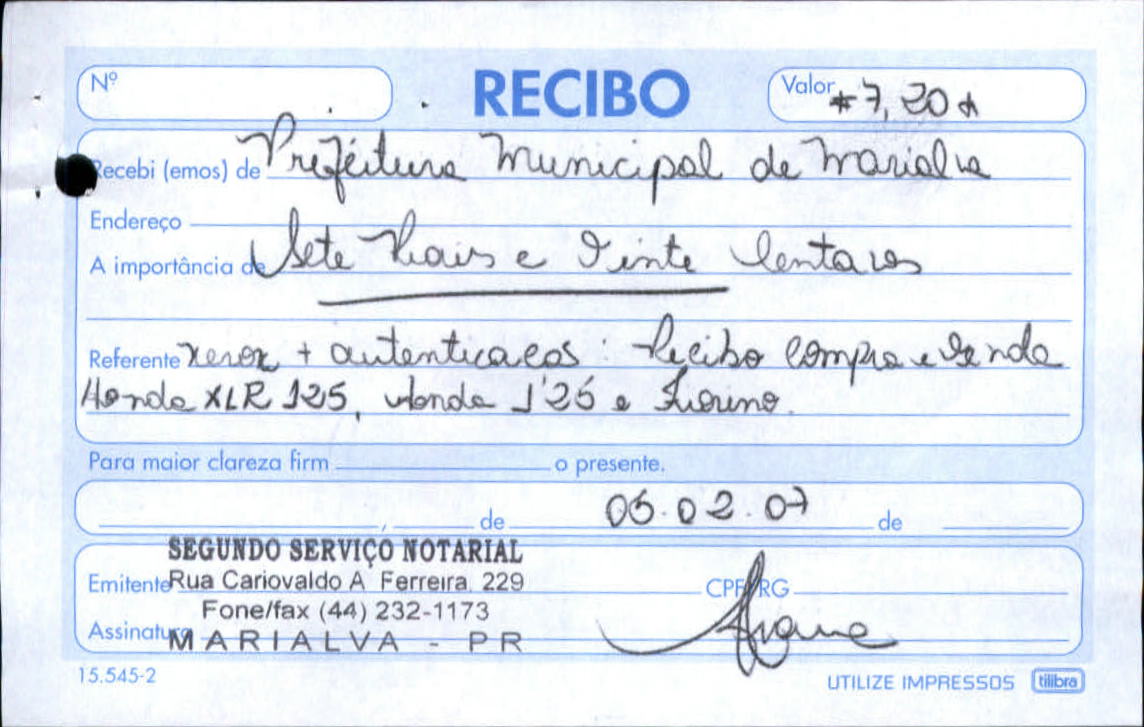 Nº
RECIBO
Valor #7,20#
Recebi (emos) de Prefeitura Municipal de Marialva
Endereço
A importância de Sete Reais e Vinte Centavos
Referente xerox + autenticacos: Recibo Compra e Venda
Honda XLR 125, Honda 125 e Fiorino.
Para maior clareza firm o presente.
, de 06.02.07 de
SEGUNDO SERVIÇO NOTARIAL
Emitente Rua Cariovaldo A. Ferreira, 229
CPF/RG
Fone/fax (44) 232-1173
Assinatura MARIALVA - PR
15.545-2
UTILIZE IMPRESSOS tilibra